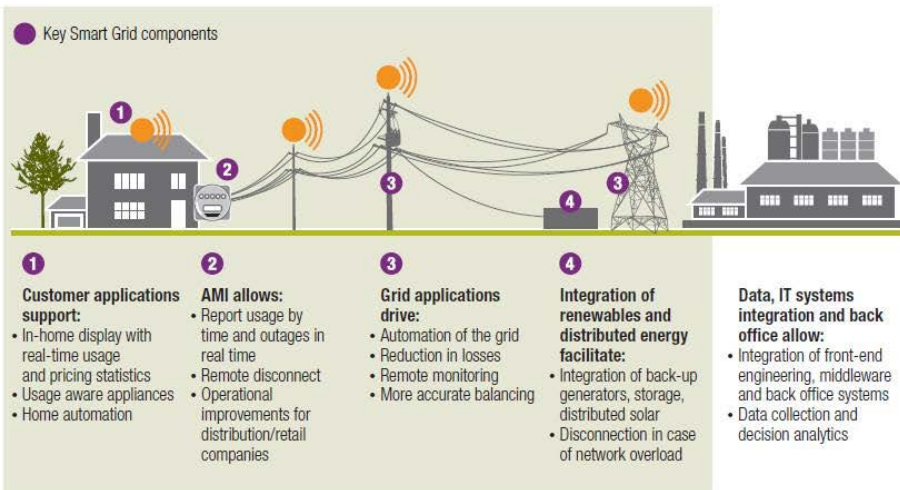 Key Smart Grid components
1
2
3
4
3
1
Customer applications
support:
• In-home display with
real-time usage
and pricing statistics
• Usage aware appliances
• Home automation
2
AMI allows:
• Report usage by
time and outages in
real time
• Remote disconnect
• Operational
improvements for
distribution/retail
companies
3
Grid applications
drive:
• Automation of the grid
• Reduction in losses
• Remote monitoring
• More accurate balancing
4
Integration of
renewables and
distributed energy
facilitate:
• Integration of back-up
generators, storage,
distributed solar
• Disconnection in case
of network overload
Data, IT systems
integration and back
office allow:
• Integration of front-end
engineering, middleware
and back office systems
• Data collection and
decision analytics